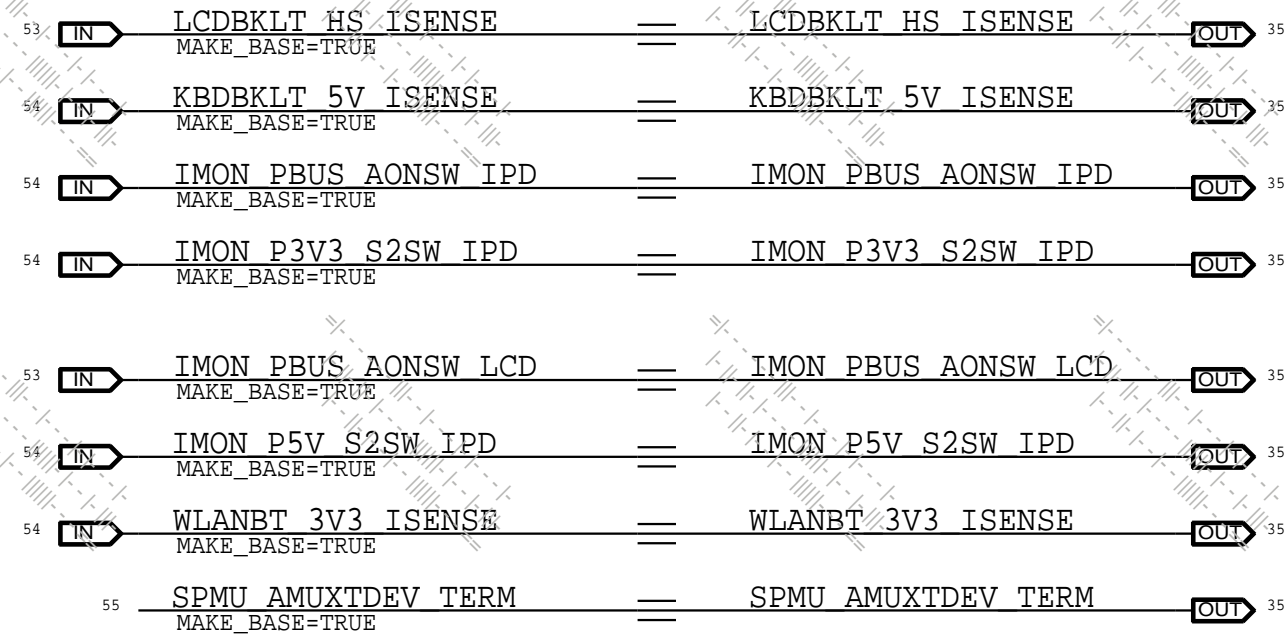 53 IN LCDBKLT_HS_ISENSE LCDBKLT_HS_ISENSE OUT 35
MAKE_BASE=TRUE
54 IN KBDBKLT_5V_ISENSE KBDBKLT_5V_ISENSE OUT 35
MAKE_BASE=TRUE
54 IN IMON_PBUS_AONSW_IPD IMON_PBUS_AONSW_IPD OUT 35
MAKE_BASE=TRUE
54 IN IMON_P3V3_S2SW_IPD IMON_P3V3_S2SW_IPD OUT 35
MAKE_BASE=TRUE
53 IN IMON_PBUS_AONSW_LCD IMON_PBUS_AONSW_LCD OUT 35
MAKE_BASE=TRUE
54 IN IMON_P5V_S2SW_IPD IMON_P5V_S2SW_IPD OUT 35
MAKE_BASE=TRUE
54 IN WLANBT_3V3_ISENSE WLANBT_3V3_ISENSE OUT 35
MAKE_BASE=TRUE
55 SPMU_AMUXTDEV_TERM SPMU_AMUXTDEV_TERM OUT 35
MAKE_BASE=TRUE